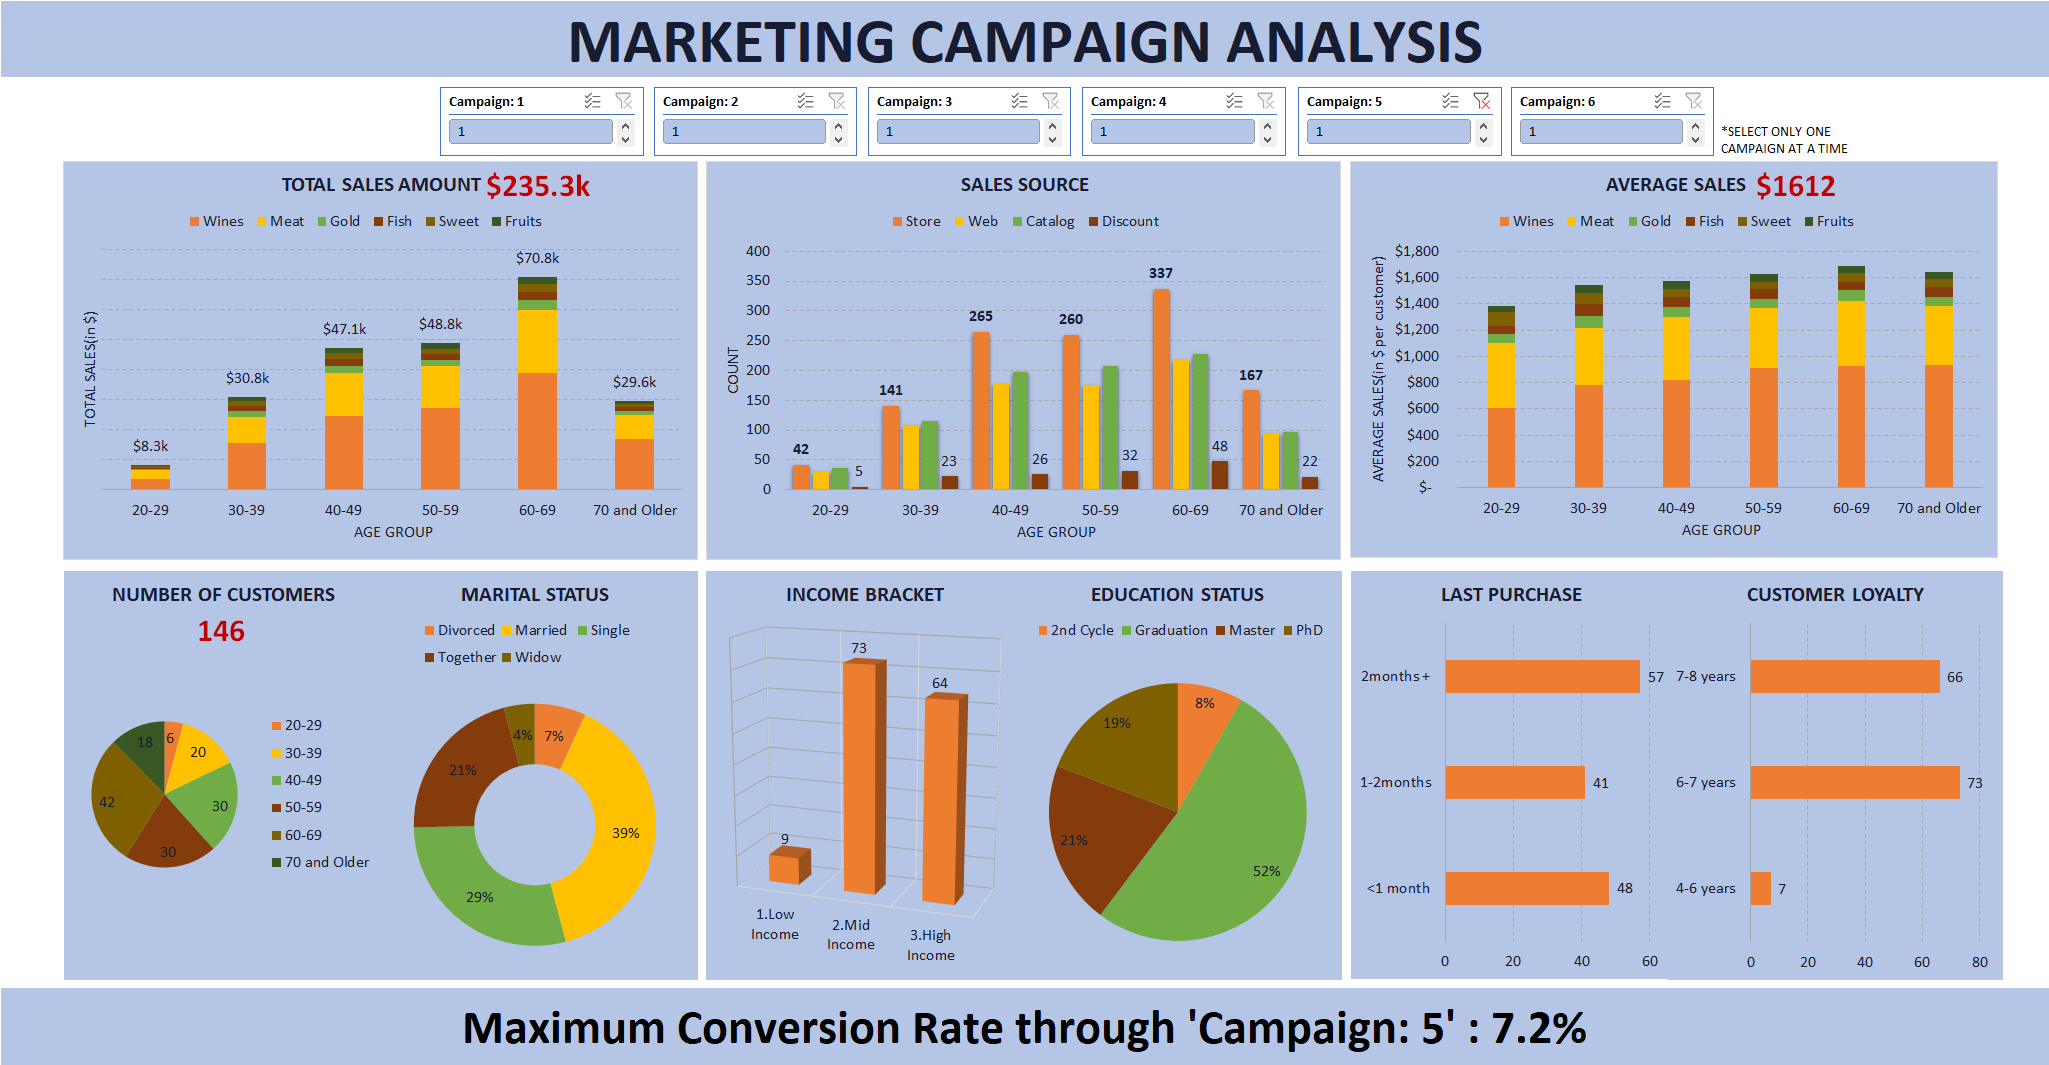 MARKETING CAMPAIGN ANALYSIS
Campaign: 1
1
Campaign: 2
1
Campaign: 3
1
Campaign: 4
1
Campaign: 5
1
Campaign: 6
1
*SELECT ONLY ONE
CAMPAIGN AT A TIME
TOTAL SALES AMOUNT $235.3k
Wines Meat Gold Fish Sweet Fruits
TOTAL SALES(in $)
$8.3k
$30.8k
$47.1k
$48.8k
$70.8k
$29.6k
20-29 30-39 40-49 50-59 60-69 70 and Older
AGE GROUP
SALES SOURCE
Store Web Catalog Discount
COUNT
400
350
300
250
200
150
100
50
0
42
5
141
23
265
26
260
32
337
48
167
22
20-29 30-39 40-49 50-59 60-69 70 and Older
AGE GROUP
AVERAGE SALES $1612
Wines Meat Gold Fish Sweet Fruits
AVERAGE SALES(in $ per customer)
$1,800
$1,600
$1,400
$1,200
$1,000
$800
$600
$400
$200
$-
20-29 30-39 40-49 50-59 60-69 70 and Older
AGE GROUP
NUMBER OF CUSTOMERS
146
6
20
30
30
42
18
20-29
30-39
40-49
50-59
60-69
70 and Older
MARITAL STATUS
Divorced Married Single
Together Widow
7%
39%
29%
21%
4%
INCOME BRACKET
9
73
64
1.Low
Income
2.Mid
Income
3.High
Income
EDUCATION STATUS
2nd Cycle Graduation Master PhD
8%
52%
21%
19%
LAST PURCHASE
2months+
57
1-2months
41
<1 month
48
0 20 40 60
CUSTOMER LOYALTY
7-8 years
66
6-7 years
73
4-6 years
7
0 20 40 60 80
Maximum Conversion Rate through 'Campaign: 5' : 7.2%